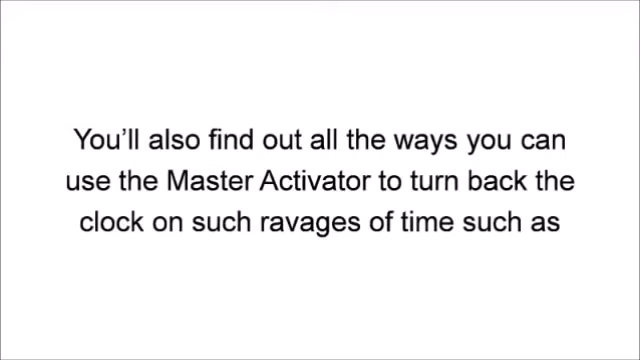 You’ll also find out all the ways you can
use the Master Activator to turn back the
clock on such ravages of time such as